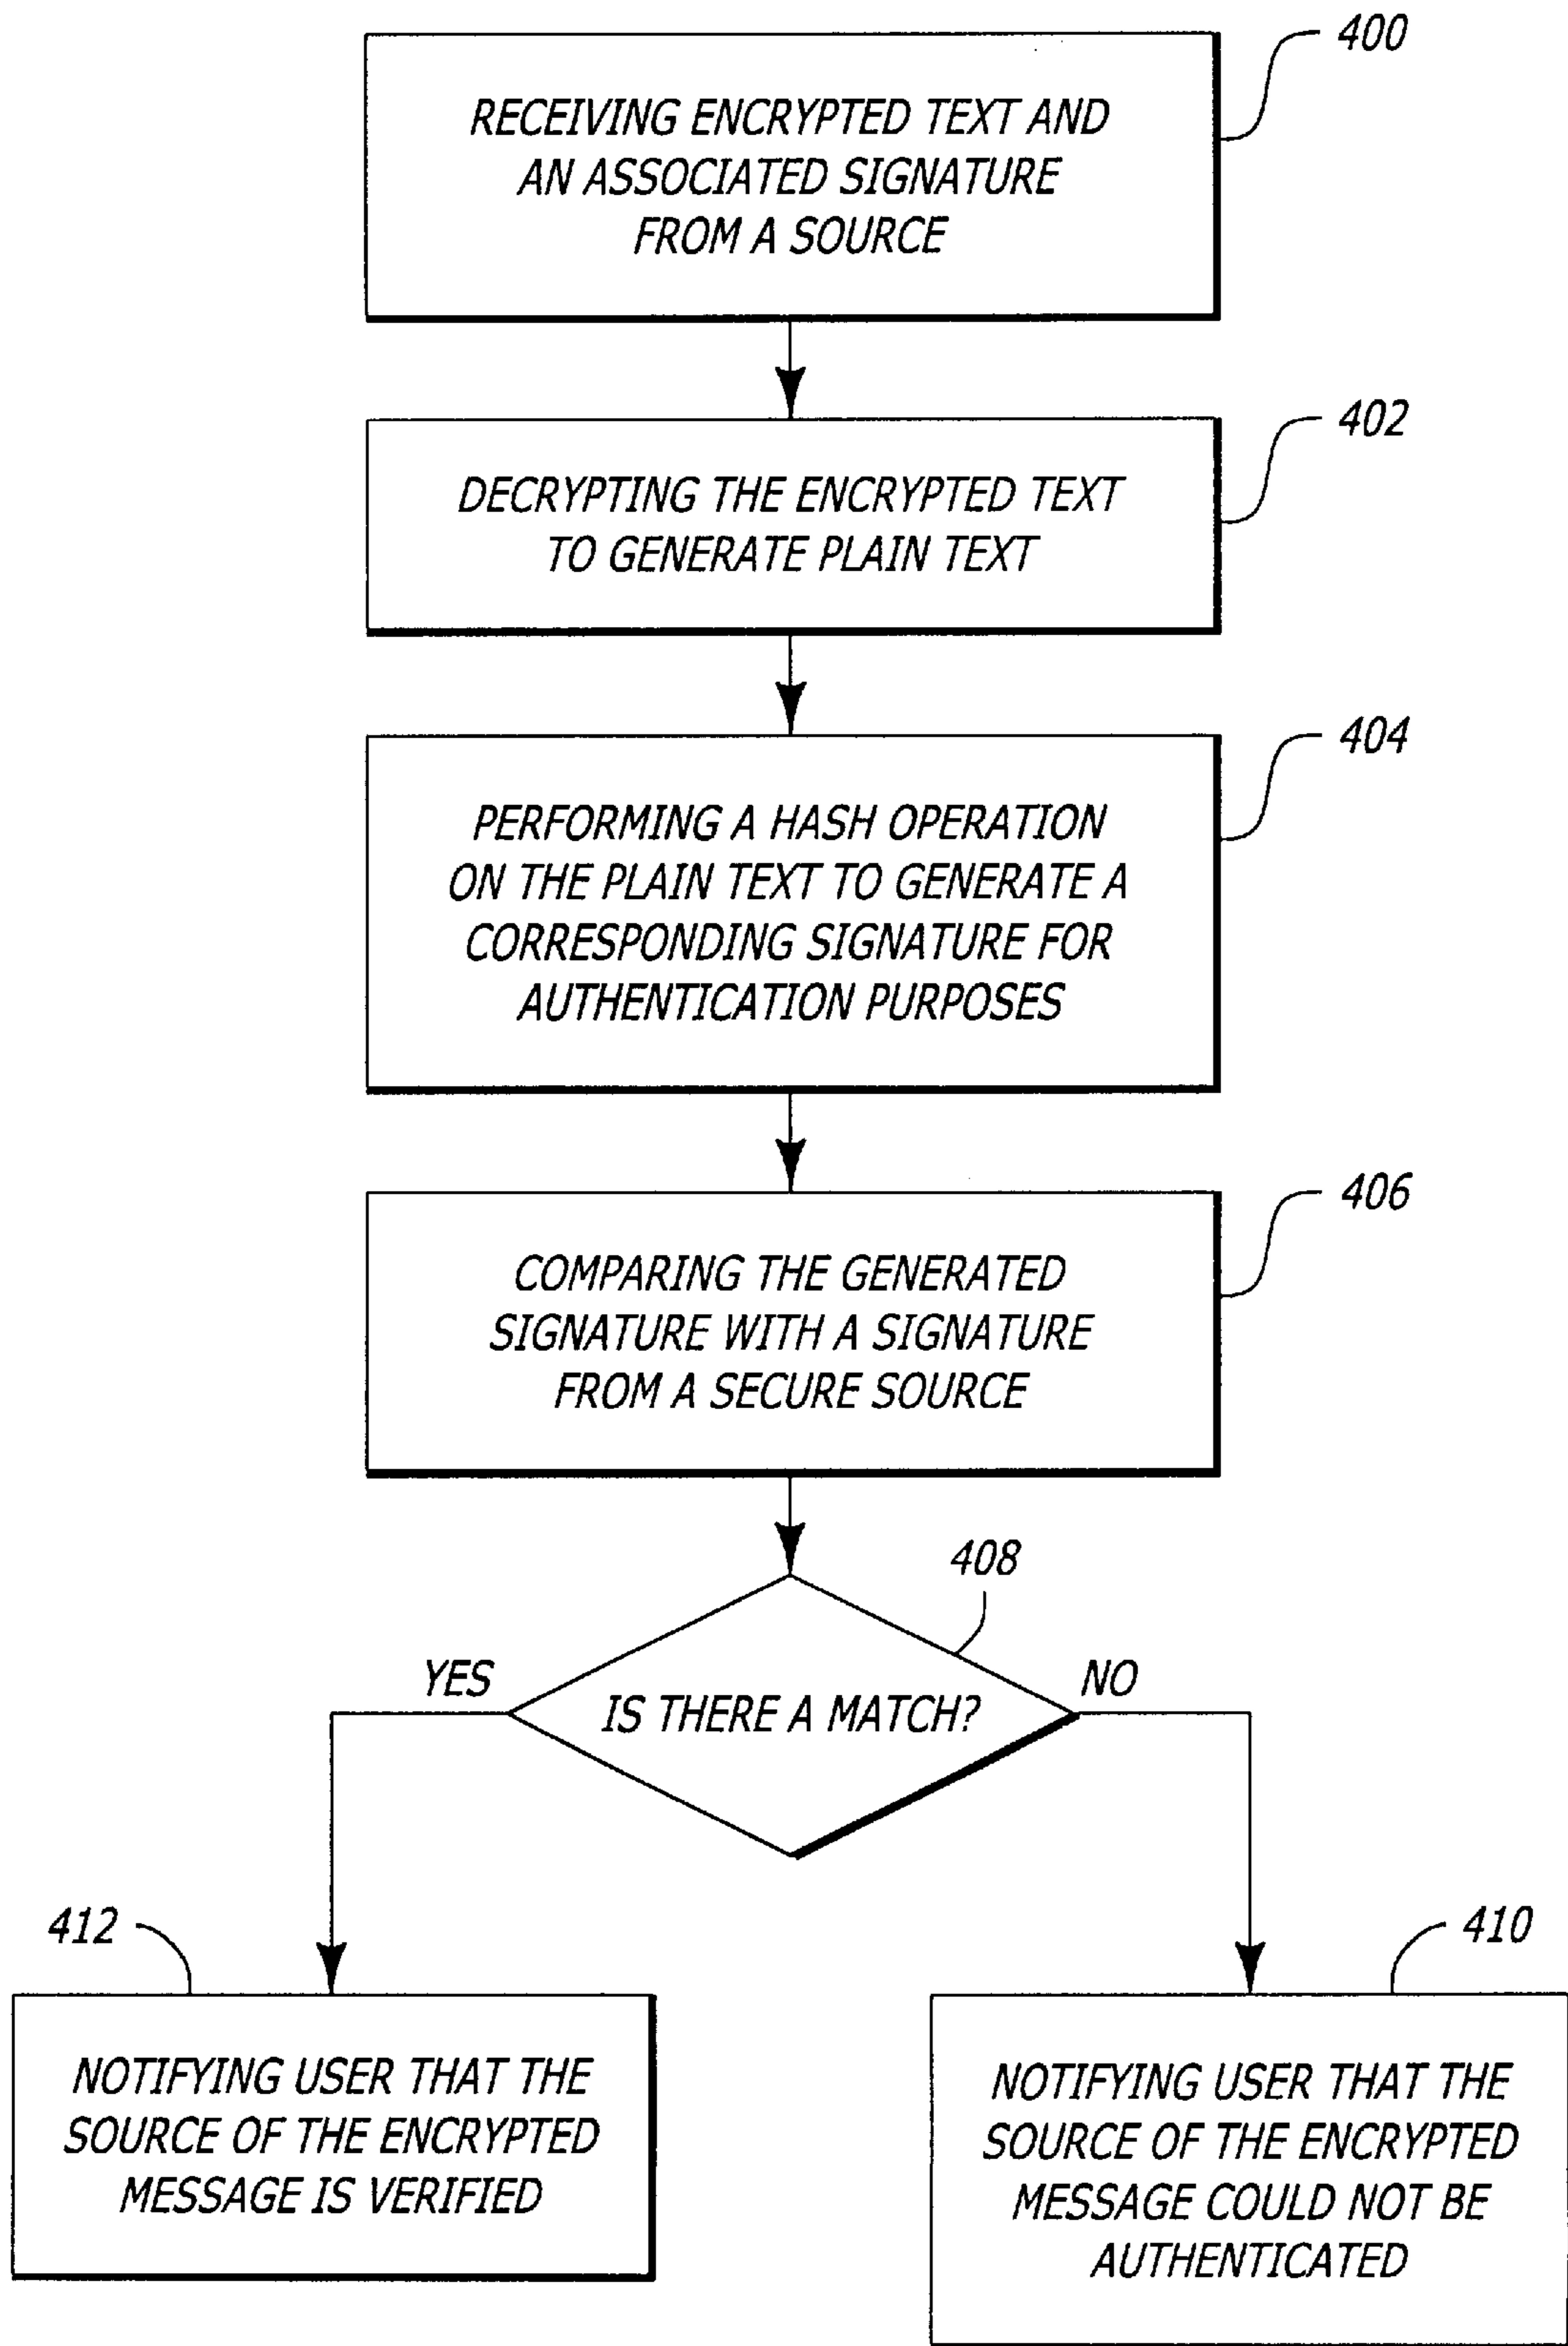 400
RECEIVING ENCRYPTED TEXT AND
AN ASSOCIATED SIGNATURE
FROM A SOURCE
402
DECRYPTING THE ENCRYPTED TEXT
TO GENERATE PLAIN TEXT
404
PERFORMING A HASH OPERATION
ON THE PLAIN TEXT TO GENERATE A
CORRESPONDING SIGNATURE FOR
AUTHENTICATION PURPOSES
406
COMPARING THE GENERATED
SIGNATURE WITH A SIGNATURE
FROM A SECURE SOURCE
408
YES
IS THERE A MATCH?
NO
412
NOTIFYING USER THAT THE
SOURCE OF THE ENCRYPTED
MESSAGE IS VERIFIED
410
NOTIFYING USER THAT THE
SOURCE OF THE ENCRYPTED
MESSAGE COULD NOT BE
AUTHENTICATED